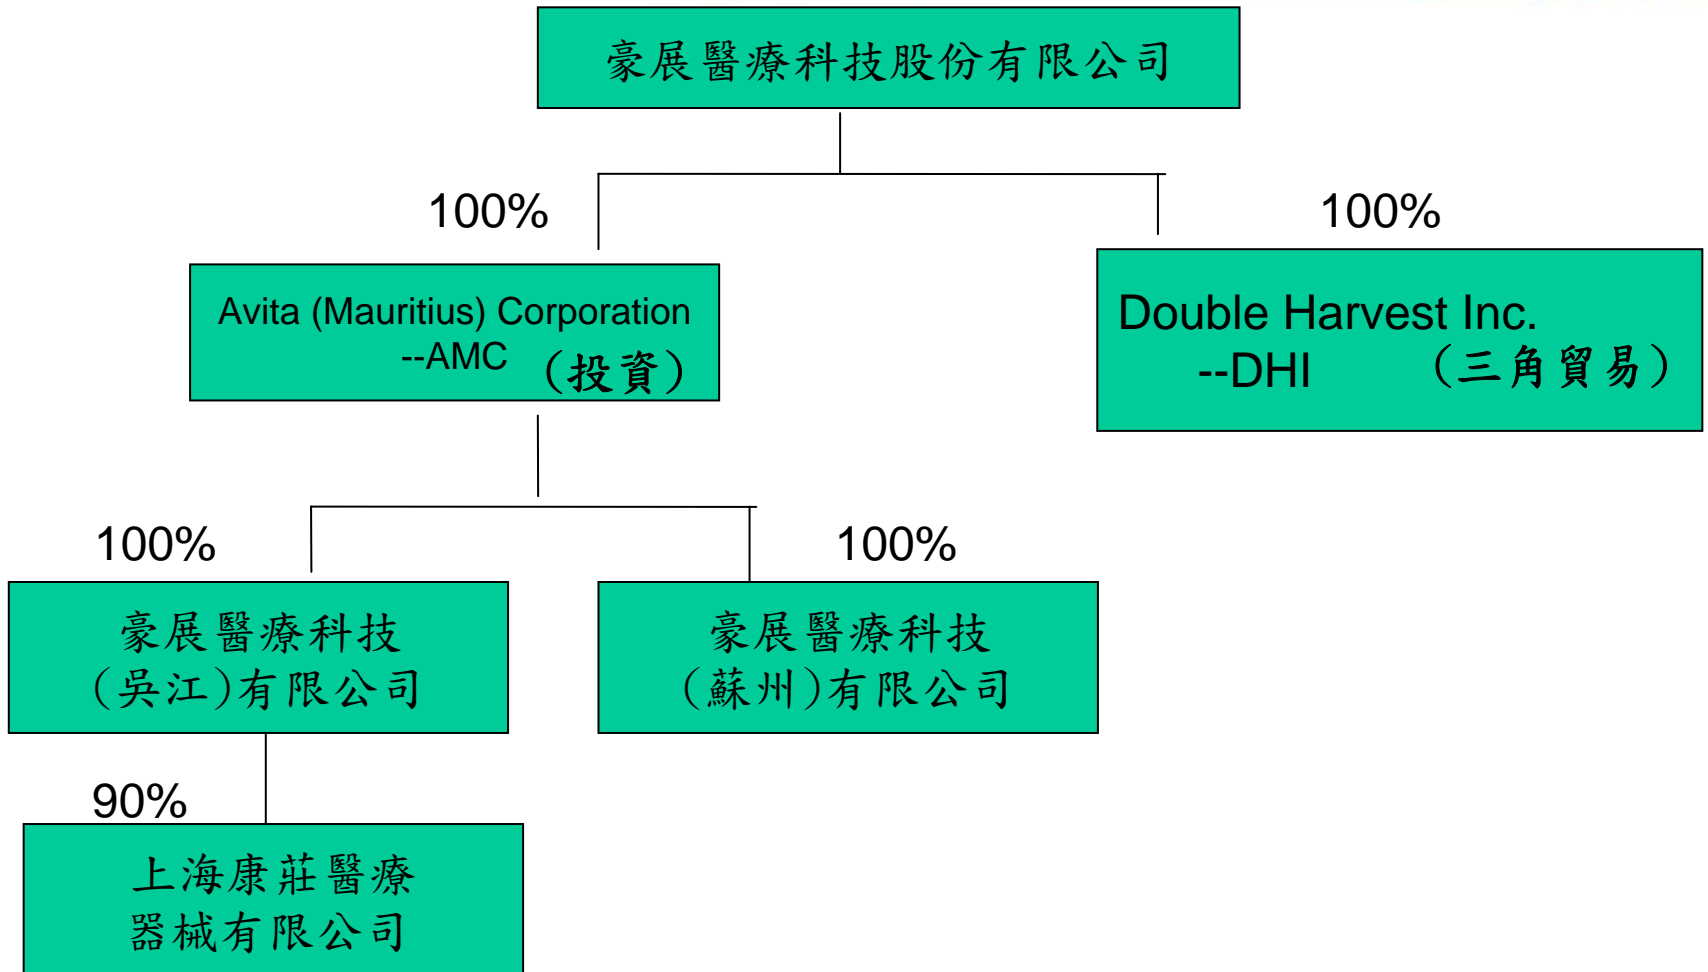 豪展醫療科技股份有限公司
100%
100%
Avita (Mauritius) Corporation
--AMC (投資)
Double Harvest Inc.
--DHI (三角貿易)
100%
100%
豪展醫療科技
(吳江)有限公司
豪展醫療科技
(蘇州)有限公司
90%
上海康莊醫療
器械有限公司